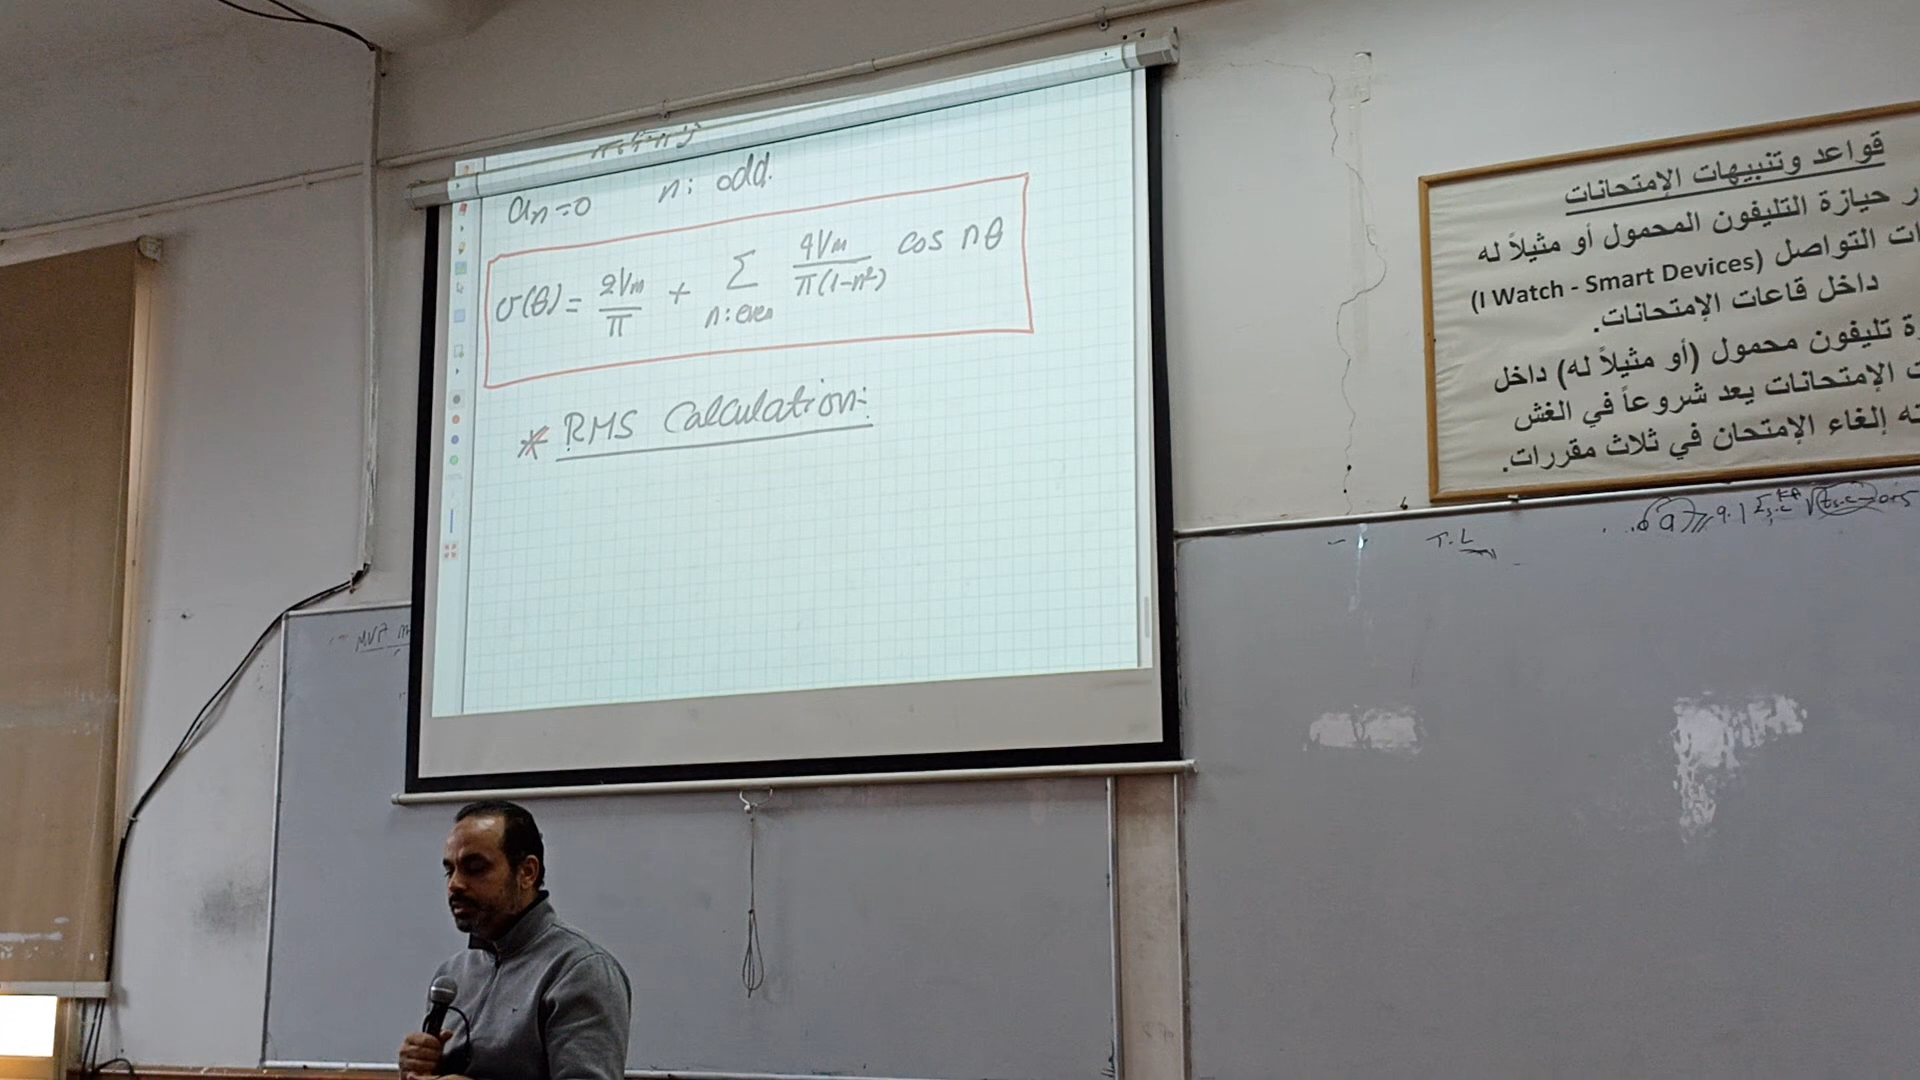 aₙ=0 n: odd.
v(θ) = 2Vm/π + Σ n: even 4Vm/π(1-n²) cos nθ
* RMS Calculation:
قواعد وتنبيهات الإمتحانات
حيازة التليفون المحمول أو مثيلاً له
التواصل (I Watch - Smart Devices)
داخل قاعات الإمتحانات.
تليفون محمول (أو مثيلاً له) داخل
الإمتحانات يعد شروعاً في الغش
إلغاء الإمتحان في ثلاث مقررات.
T.L